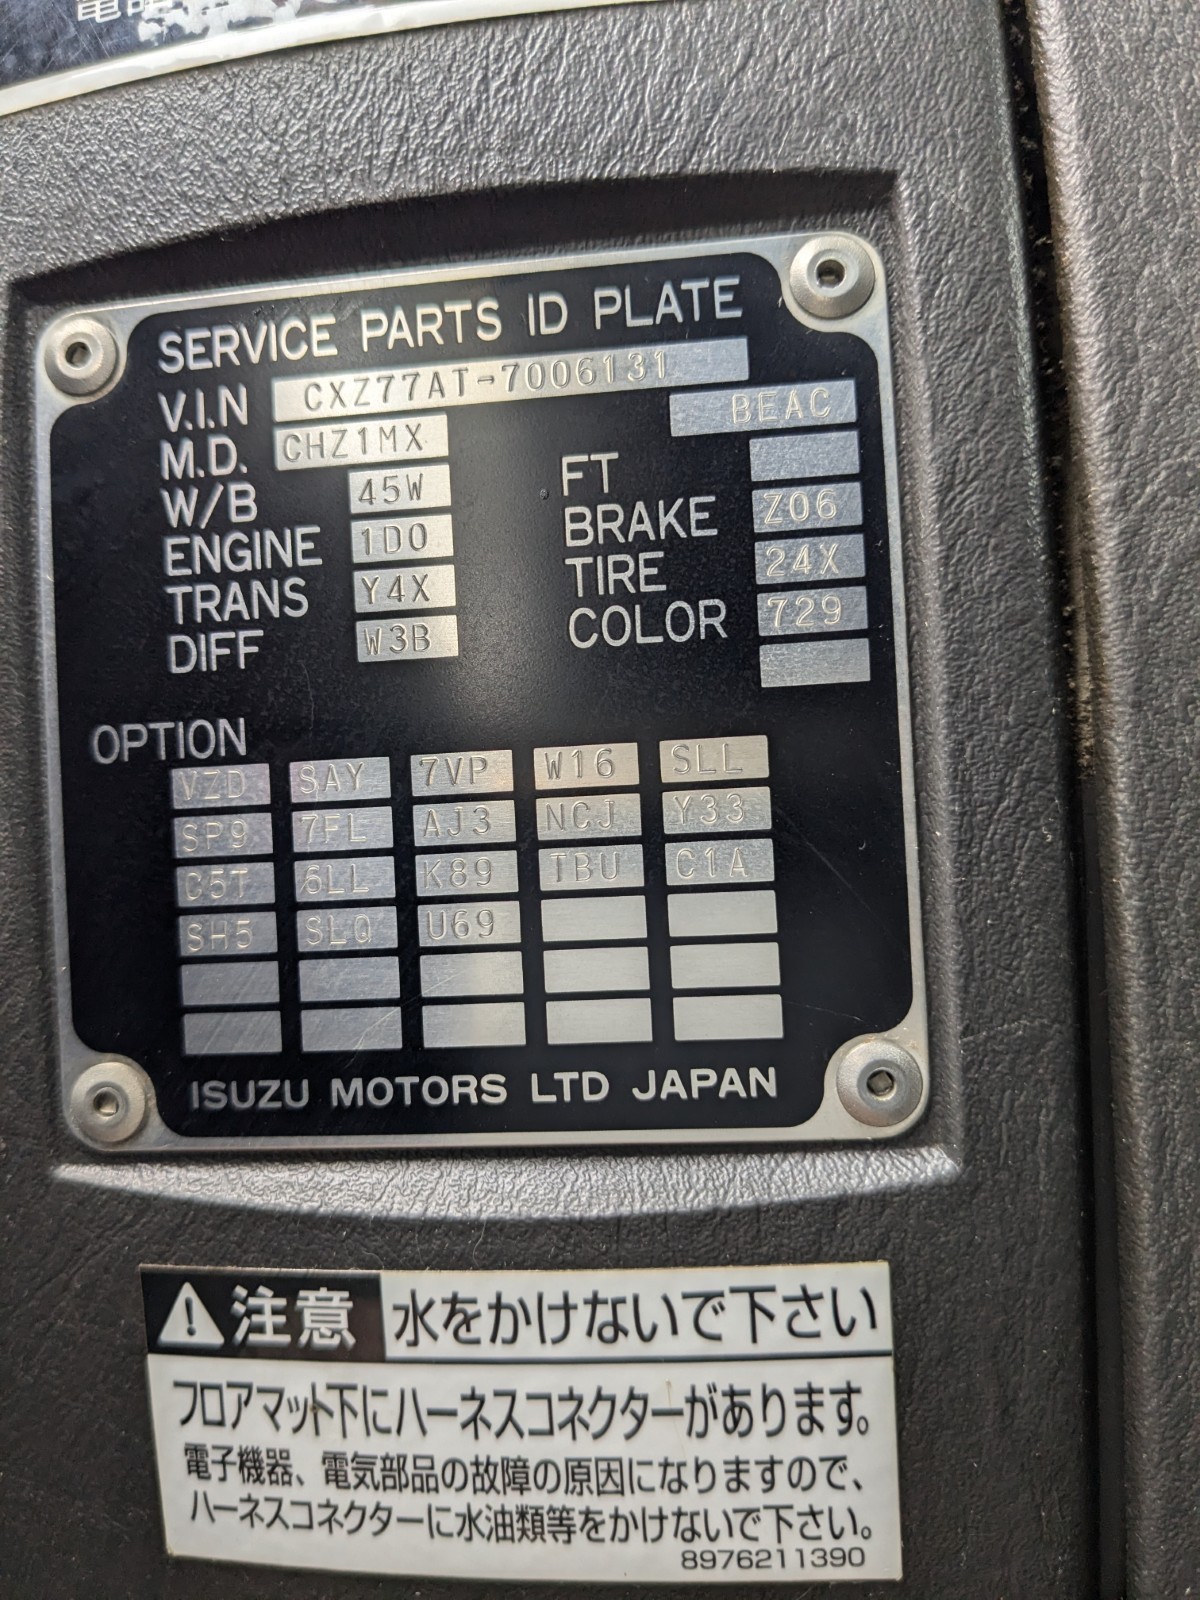 SERVICE PARTS ID PLATE
V.I.N CXZ77AT-7006131
M.D. CHZ1MX BEAC
W/B 45W FT
ENGINE 1D0 BRAKE Z06
TRANS Y4X TIRE 24X
DIFF W3B COLOR 729
OPTION
VZD SAY 7VP W16 SLL
SP9 7FL AJ3 NCJ Y33
C5T 6LL K89 TBU C1A
SH5 SLQ U69
ISUZU MOTORS LTD JAPAN
注意 水をかけないで下さい
フロアマット下にハーネスコネクターがあります。
電子機器、電気部品の故障の原因になりますので、
ハーネスコネクターに水油類等をかけないで下さい。
8976211390